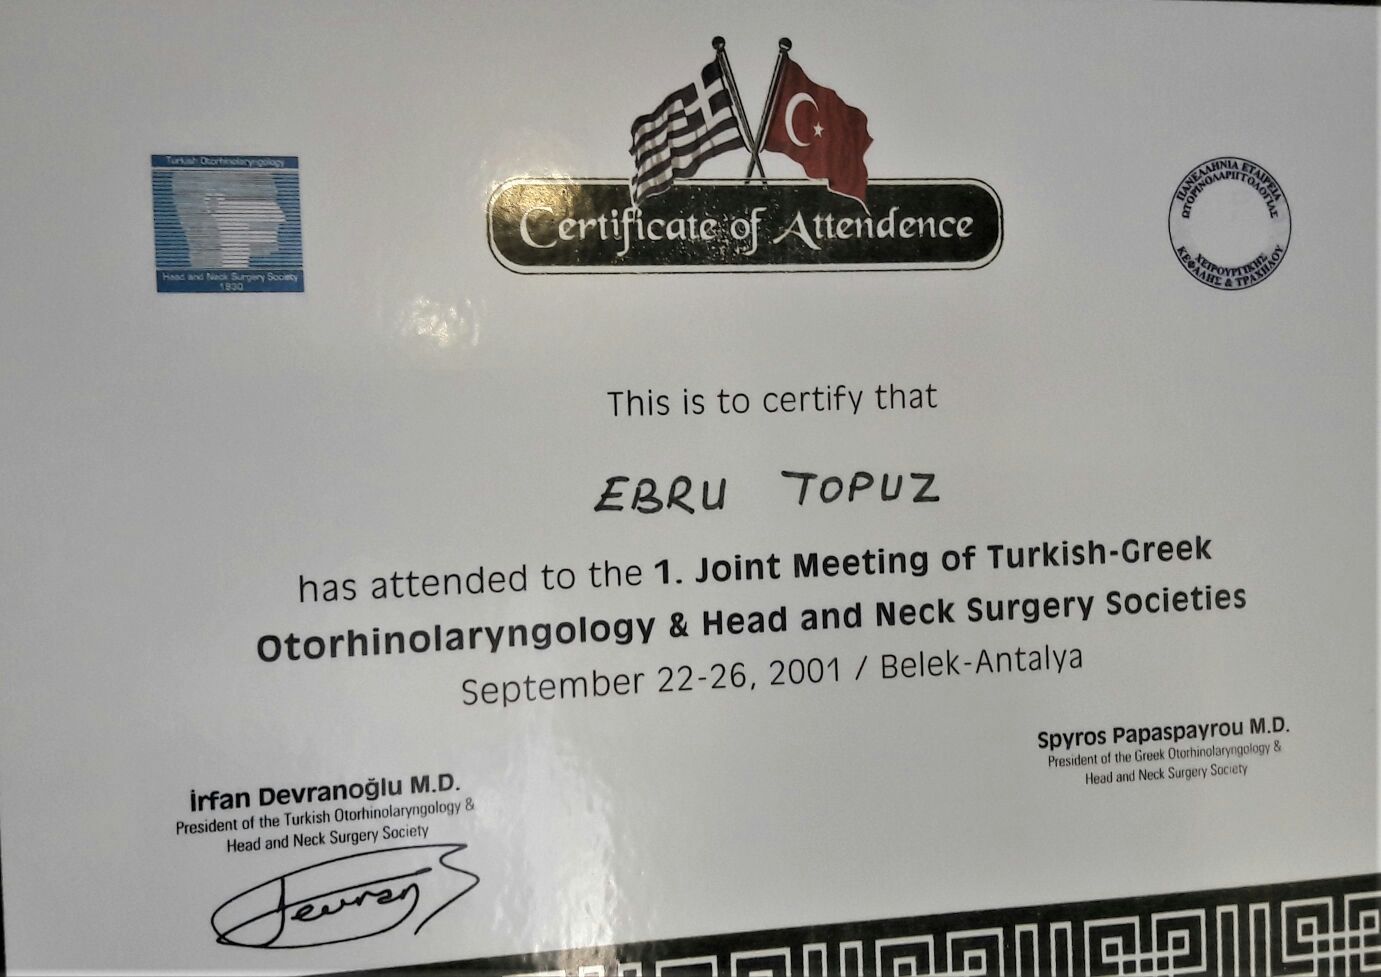 Turkish Otorhinolaryngology
Head and Neck Surgery Society
1930
Certificate of Attendence
ΠΑΝΕΛΛΗΝΙΑ ΕΤΑΙΡΕΙΑ
ΩΤΟΡΙΝΟΛΑΡΥΓΓΟΛΟΓΙΑΣ
ΧΕΙΡΟΥΡΓΙΚΗΣ
ΚΕΦΑΛΗΣ & ΤΡΑΧΗΛΟΥ
This is to certify that
EBRU TOPUZ
has attended to the 1. Joint Meeting of Turkish-Greek
Otorhinolaryngology & Head and Neck Surgery Societies
September 22-26, 2001 / Belek-Antalya
İrfan Devranoğlu M.D.
President of the Turkish Otorhinolaryngology &
Head and Neck Surgery Society
Spyros Papaspayrou M.D.
President of the Greek Otorhinolaryngology &
Head and Neck Surgery Society